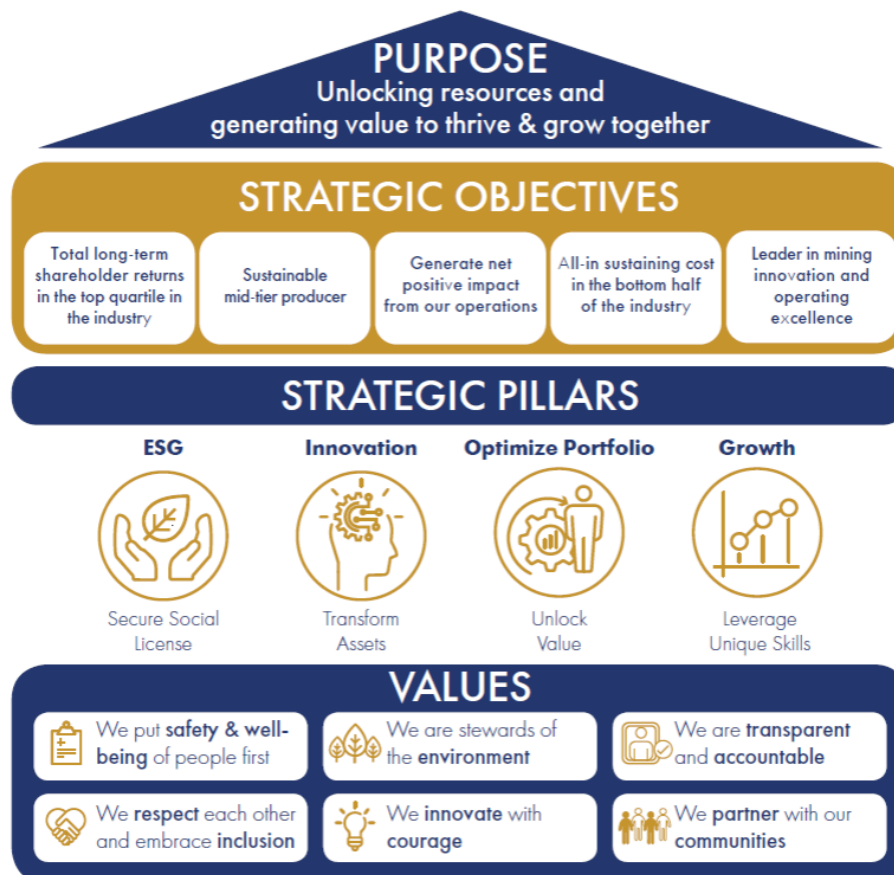 PURPOSE
Unlocking resources and
generating value to thrive & grow together
STRATEGIC OBJECTIVES
Total long-term
shareholder returns
in the top quartile in
the industry
Sustainable
mid-tier producer
Generate net
positive impact
from our operations
All-in sustaining cost
in the bottom half
of the industry
Leader in mining
innovation and
operating
excellence
STRATEGIC PILLARS
ESG
Secure Social
License
Innovation
Transform
Assets
Optimize Portfolio
Unlock
Value
Growth
Leverage
Unique Skills
VALUES
We put safety & well-
being of people first
We are stewards of
the environment
We are transparent
and accountable
We respect each other
and embrace inclusion
We innovate with
courage
We partner with our
communities